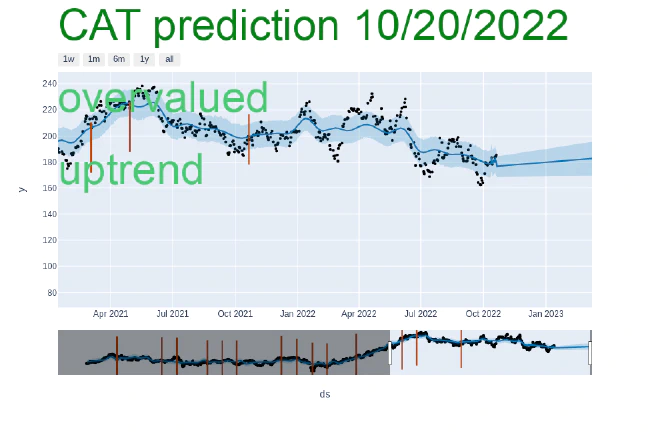 CAT prediction 10/20/2022
1w 1m 6m 1y all
overvalued
uptrend
240
220
200
180
160
140
120
100
80
y
Apr 2021 Jul 2021 Oct 2021 Jan 2022 Apr 2022 Jul 2022 Oct 2022 Jan 2023
ds